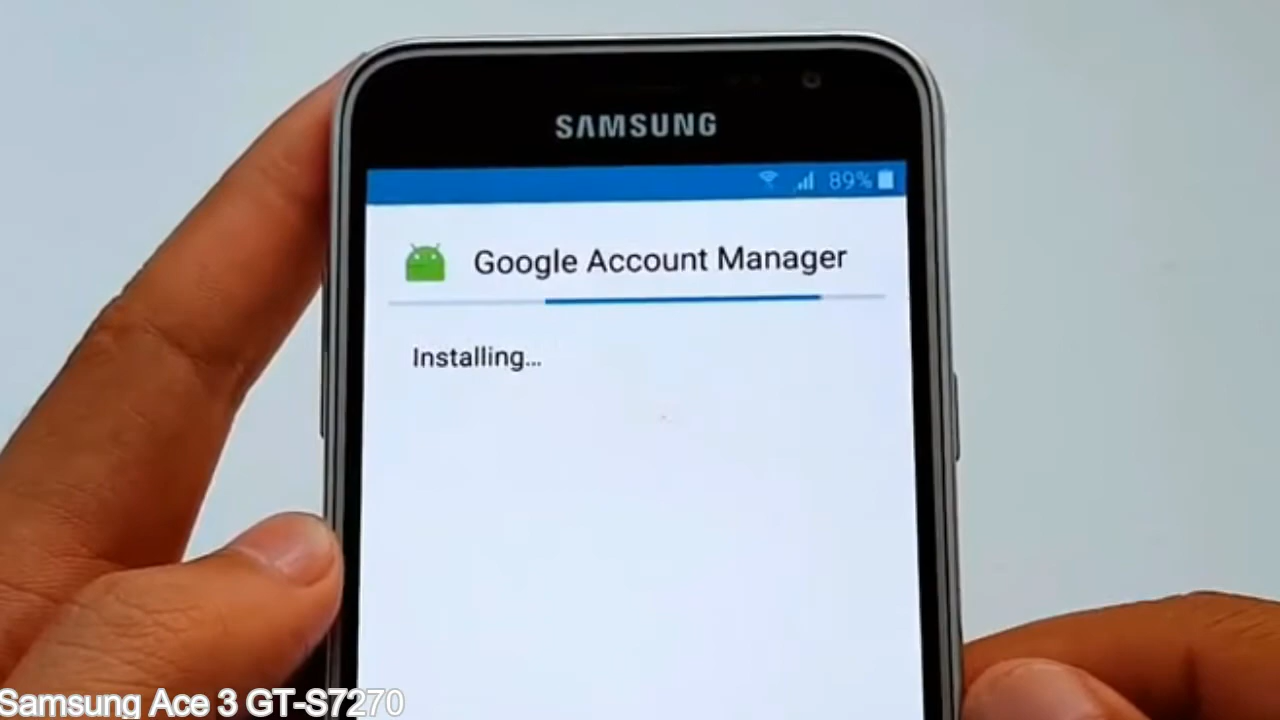 SAMSUNG
89%
Google Account Manager
Installing...
Samsung Ace 3 GT-S7270